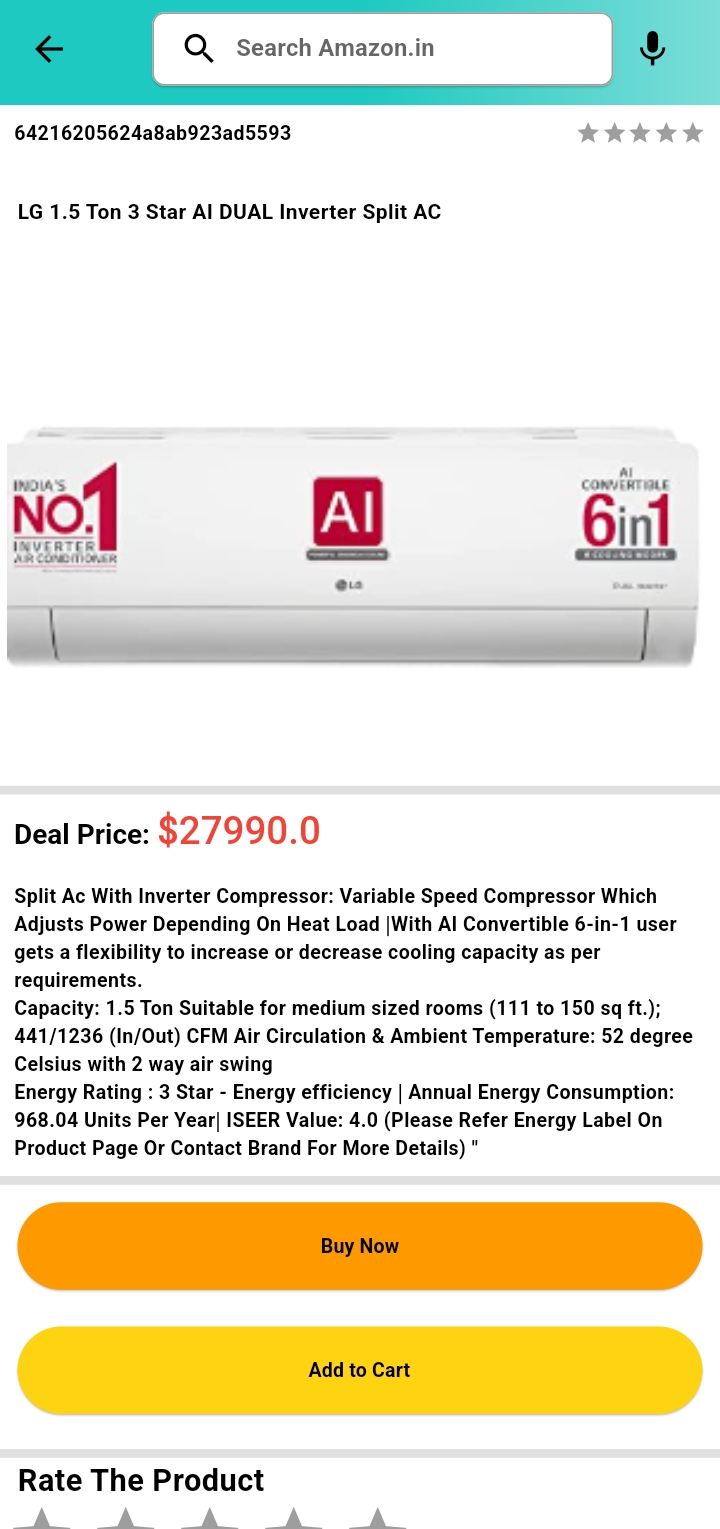 Search Amazon.in
64216205624a8ab923ad5593
LG 1.5 Ton 3 Star AI DUAL Inverter Split AC
INDIA'S
NO.1
INVERTER
AIR CONDITIONER
AI
LG
AI
CONVERTIBLE
6in1
DUAL Inverter
Deal Price: $27990.0
Split Ac With Inverter Compressor: Variable Speed Compressor Which
Adjusts Power Depending On Heat Load |With AI Convertible 6-in-1 user
gets a flexibility to increase or decrease cooling capacity as per
requirements.
Capacity: 1.5 Ton Suitable for medium sized rooms (111 to 150 sq ft.);
441/1236 (In/Out) CFM Air Circulation & Ambient Temperature: 52 degree
Celsius with 2 way air swing
Energy Rating : 3 Star - Energy efficiency | Annual Energy Consumption:
968.04 Units Per Year| ISEER Value: 4.0 (Please Refer Energy Label On
Product Page Or Contact Brand For More Details) "
Buy Now
Add to Cart
Rate The Product